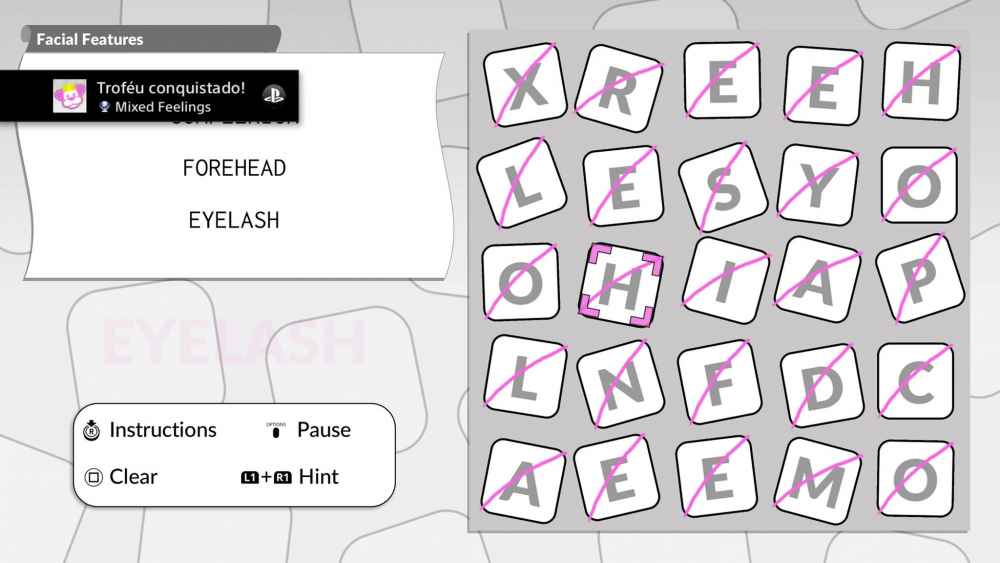 Facial Features
Troféu conquistado!
Mixed Feelings
FOREHEAD
EYELASH
EYELASH
Instructions
OPTIONS
Pause
Clear
L1+R1 Hint
X R E E H
L E S Y O
O H I A P
L N F D C
A E E M O